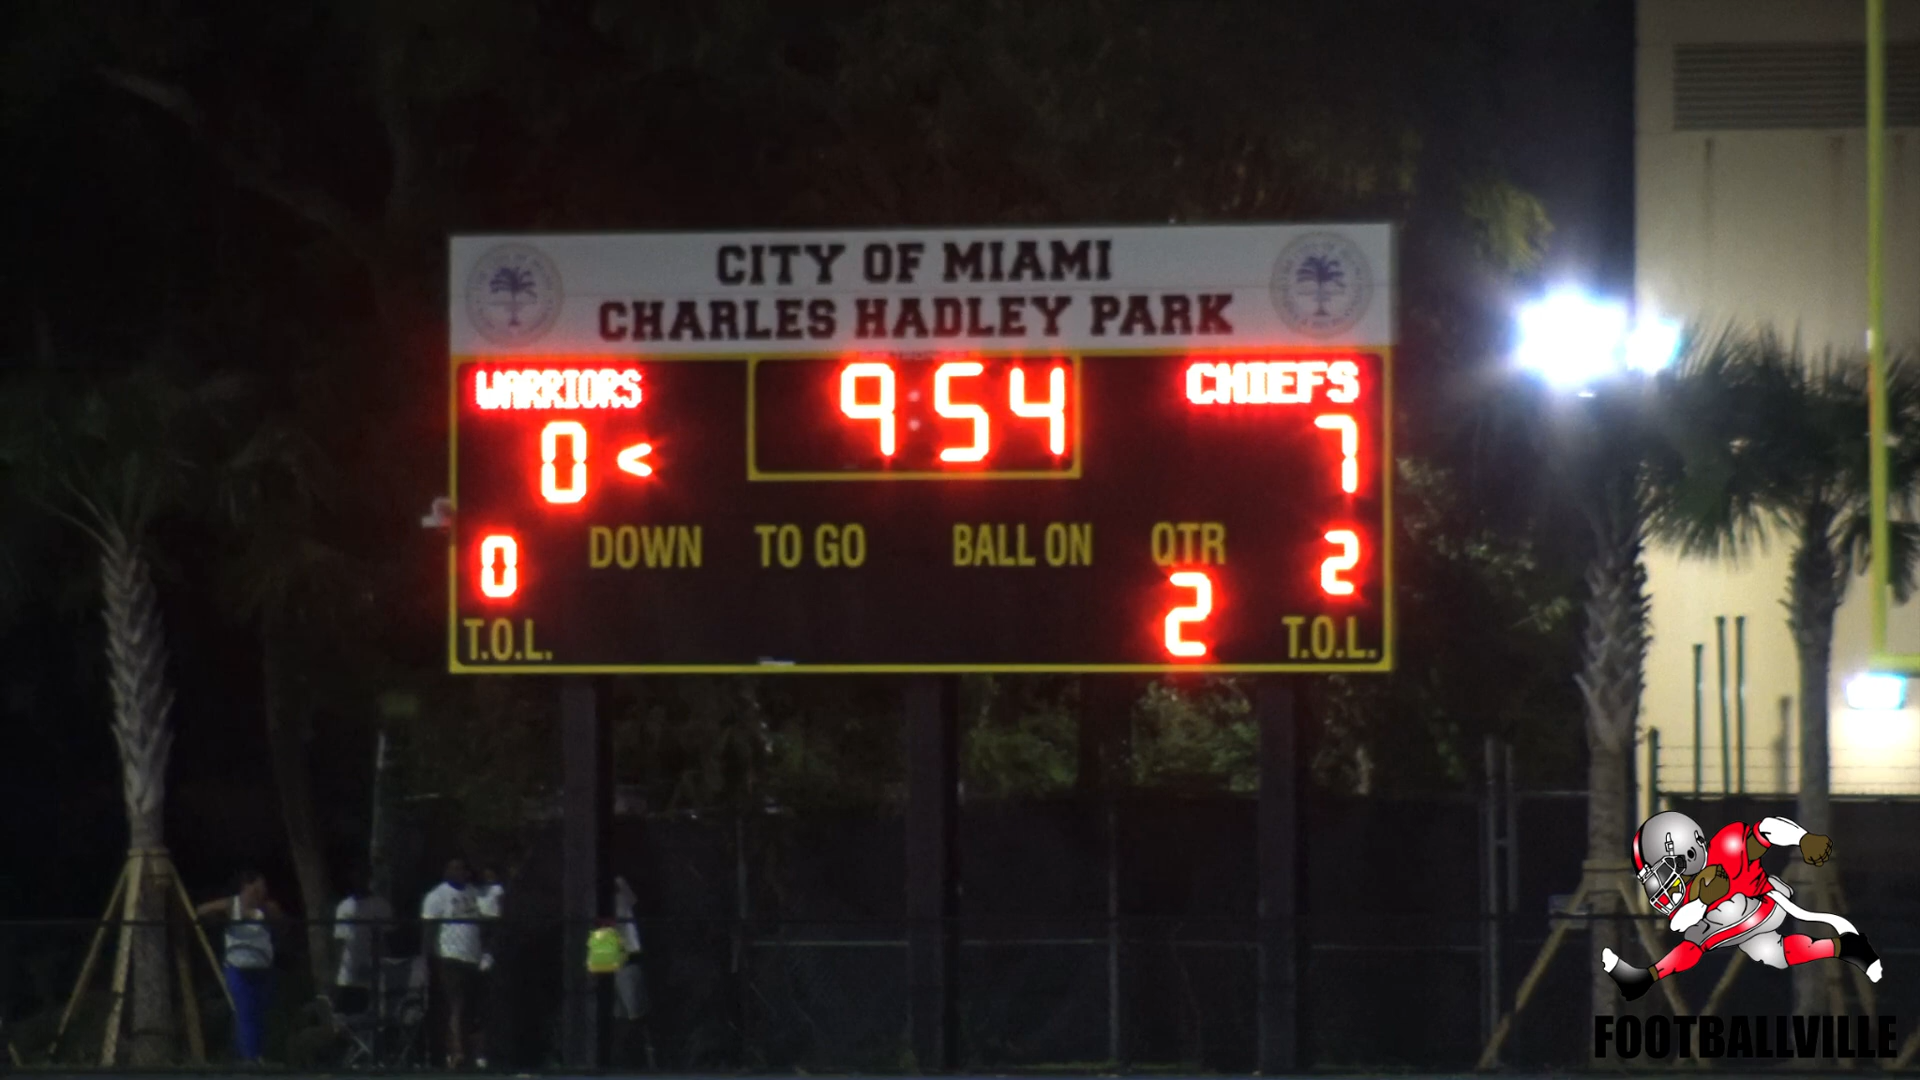 CITY OF MIAMI
CHARLES HADLEY PARK
WARRIORS 9:54 CHIEFS
0 < 7
DOWN TO GO BALL ON QTR
0 2 2
T.O.L. T.O.L.
FOOTBALLVILLE